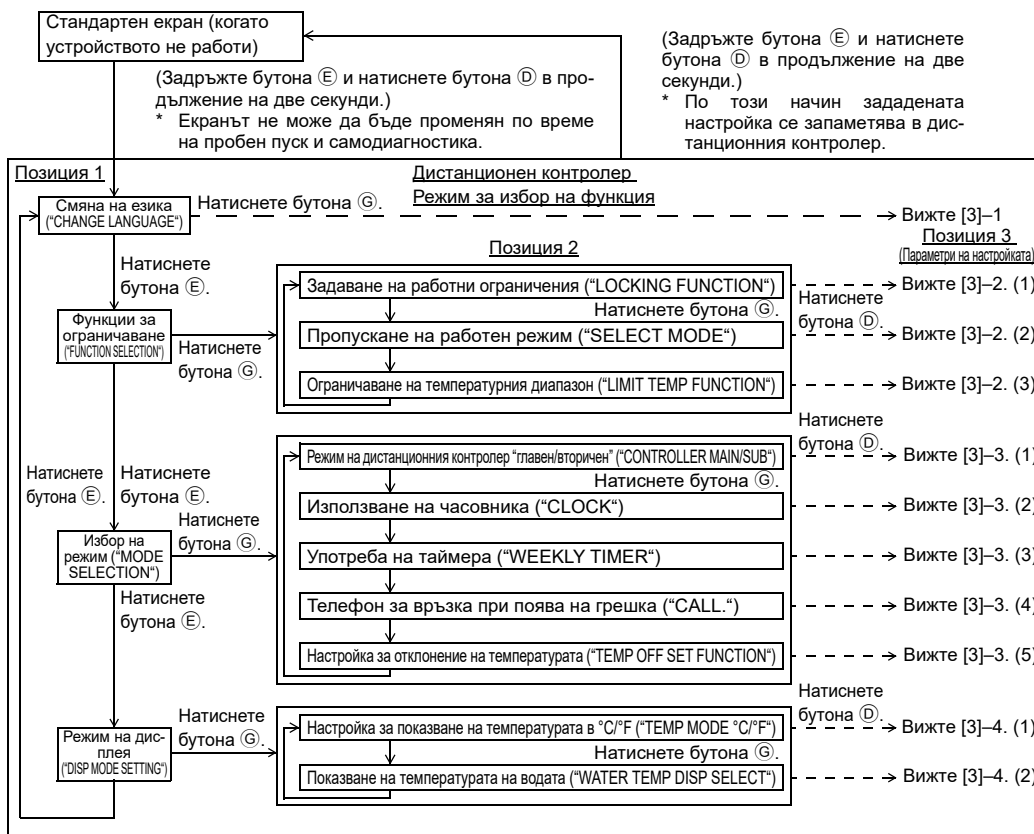 Стандартен екран (когато
устройството не работи)
(Задръжте бутона Ⓔ и натиснете бутона Ⓓ в про-
дължение на две секунди.)
* Екранът не може да бъде променян по време
на пробен пуск и самодиагностика.
(Задръжте бутона Ⓔ и натиснете
бутона Ⓓ в продължение на две
секунди.)
* По този начин зададената
настройка се запаметява в дис-
танционния контролер.
Позиция 1
Дистанционен контролер
Режим за избор на функция
Смяна на езика
("CHANGE LANGUAGE“)
Натиснете бутона Ⓖ.
Вижте [3]–1
Позиция 2
Позиция 3
(Параметри на настройката)
Натиснете
бутона Ⓔ.
Функции за
ограничаване
("FUNCTION SELECTION“)
Натиснете
бутона Ⓖ.
Задаване на работни ограничения (“LOCKING FUNCTION“)
Натиснете бутона Ⓖ.
Пропускане на работен режим (“SELECT MODE“)
Ограничаване на температурния диапазон (“LIMIT TEMP FUNCTION“)
Натиснете
бутона Ⓓ.
Вижте [3]–2. (1)
Вижте [3]–2. (2)
Вижте [3]–2. (3)
Натиснете
бутона Ⓔ.
Натиснете
бутона Ⓔ.
Избор на
режим (“MODE
SELECTION“)
Натиснете
бутона Ⓖ.
Режим на дистанционния контролер “главен/вторичен” (“CONTROLLER MAIN/SUB“)
Натиснете бутона Ⓖ.
Използване на часовника (“CLOCK“)
Употреба на таймера (“WEEKLY TIMER“)
Телефон за връзка при поява на грешка (“CALL.“)
Настройка за отклонение на температурата (“TEMP OFF SET FUNCTION“)
Натиснете
бутона Ⓓ.
Вижте [3]–3. (1)
Вижте [3]–3. (2)
Вижте [3]–3. (3)
Вижте [3]–3. (4)
Вижте [3]–3. (5)
Натиснете
бутона Ⓔ.
Режим на дис-
плея
("DISP MODE SETTING“)
Натиснете
бутона Ⓖ.
Настройка за показване на температурата в °C/°F (“TEMP MODE °C/°F“)
Натиснете бутона Ⓖ.
Показване на температурата на водата (“WATER TEMP DISP SELECT“)
Натиснете
бутона Ⓓ.
Вижте [3]–4. (1)
Вижте [3]–4. (2)